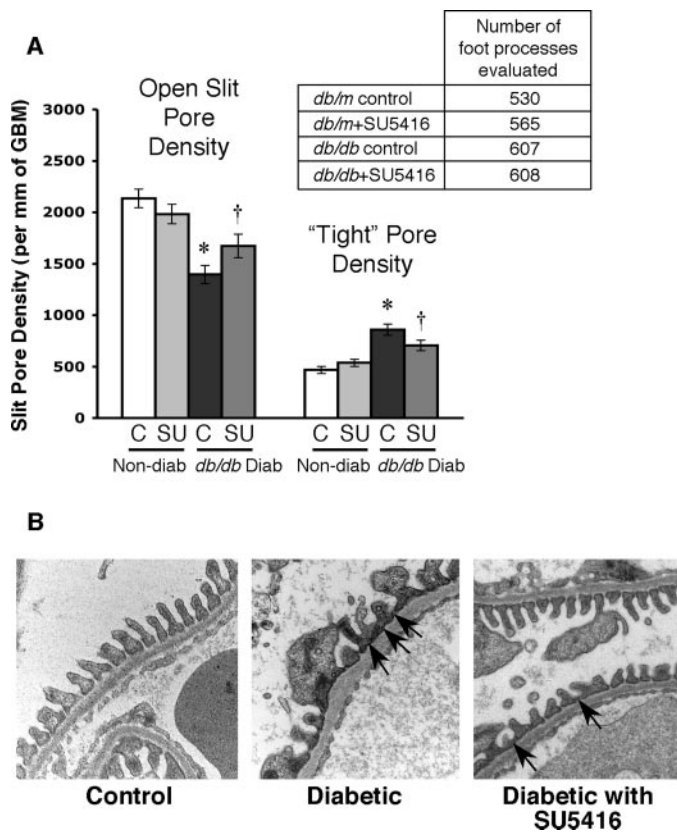 A
Number of
foot processes
evaluated
db/m control 530
db/m+SU5416 565
db/db control 607
db/db+SU5416 608
Open Slit
Pore
Density
"Tight" Pore
Density
Slit Pore Density (per mm of GBM)
3000
2500
2000
1500
1000
500
0
* †
* †
C SU C SU C SU C SU
Non-diab db/db Diab Non-diab db/db Diab
B
Control Diabetic Diabetic with
SU5416